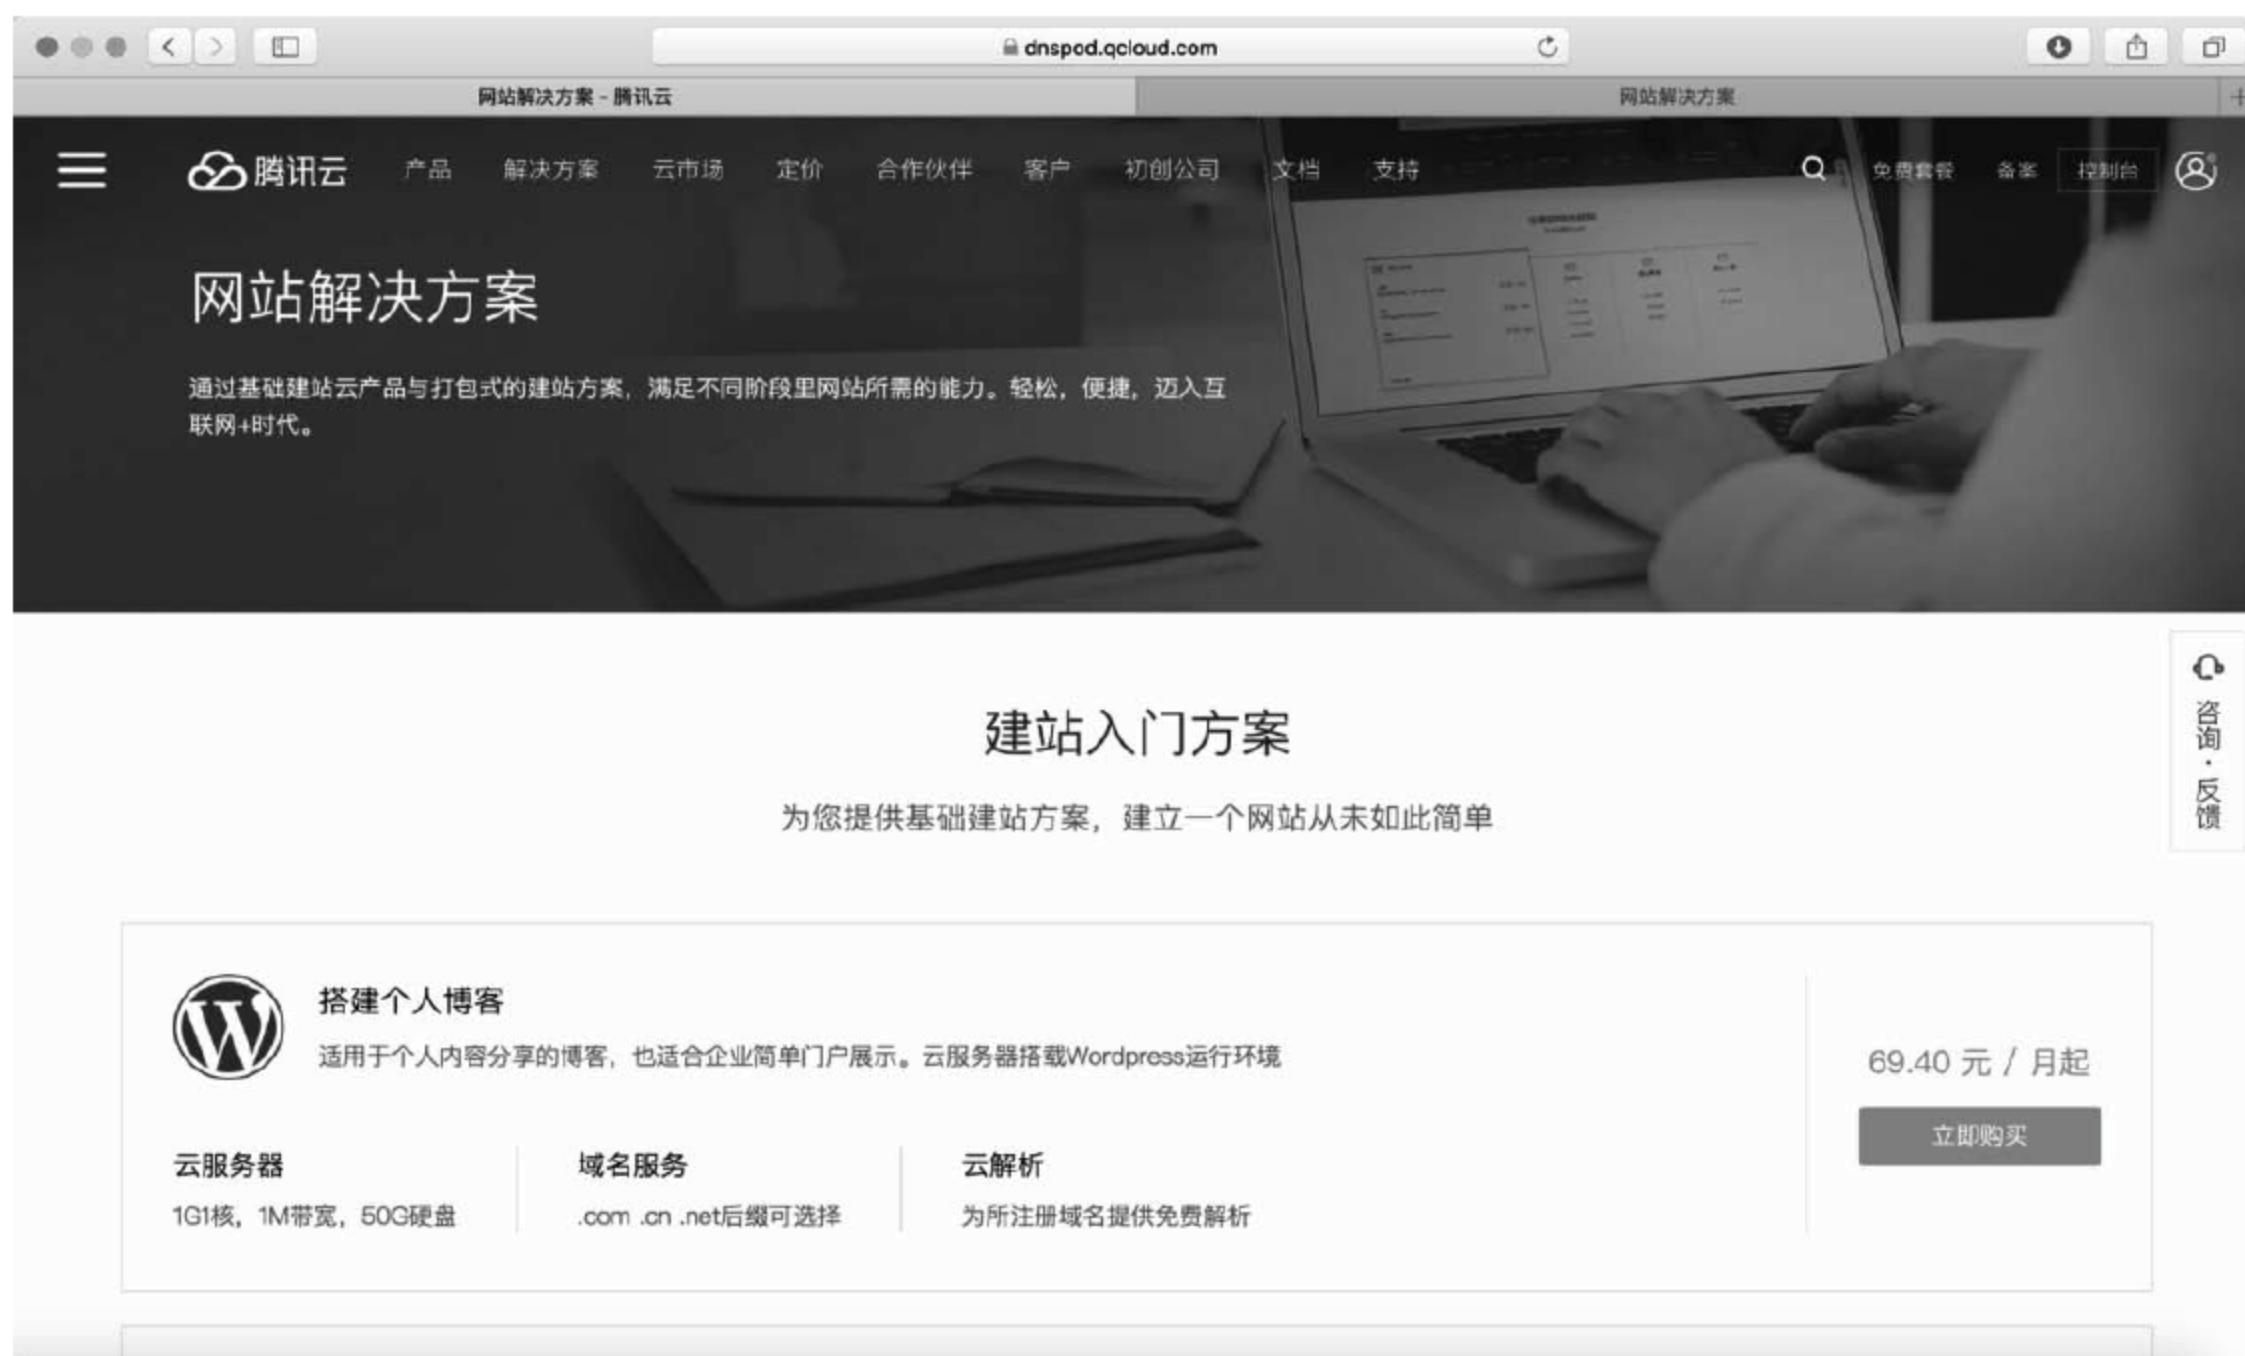 dnspod.qcloud.com
网站解决方案 - 腾讯云
网站解决方案
腾讯云 产品 解决方案 云市场 定价 合作伙伴 客户 初创公司 文档 支持 免费套餐 备案 控制台
网站解决方案
通过基础建站云产品与打包式的建站方案，满足不同阶段里网站所需的能力。轻松，便捷，迈入互
联网+时代。
咨询·反馈
建站入门方案
为您提供基础建站方案，建立一个网站从未如此简单
搭建个人博客
适用于个人内容分享的博客，也适合企业简单门户展示。云服务器搭载Wordpress运行环境
69.40 元 / 月起
立即购买
云服务器 域名服务 云解析
1G1核，1M带宽，50G硬盘 .com .cn .net后缀可选择 为所注册域名提供免费解析